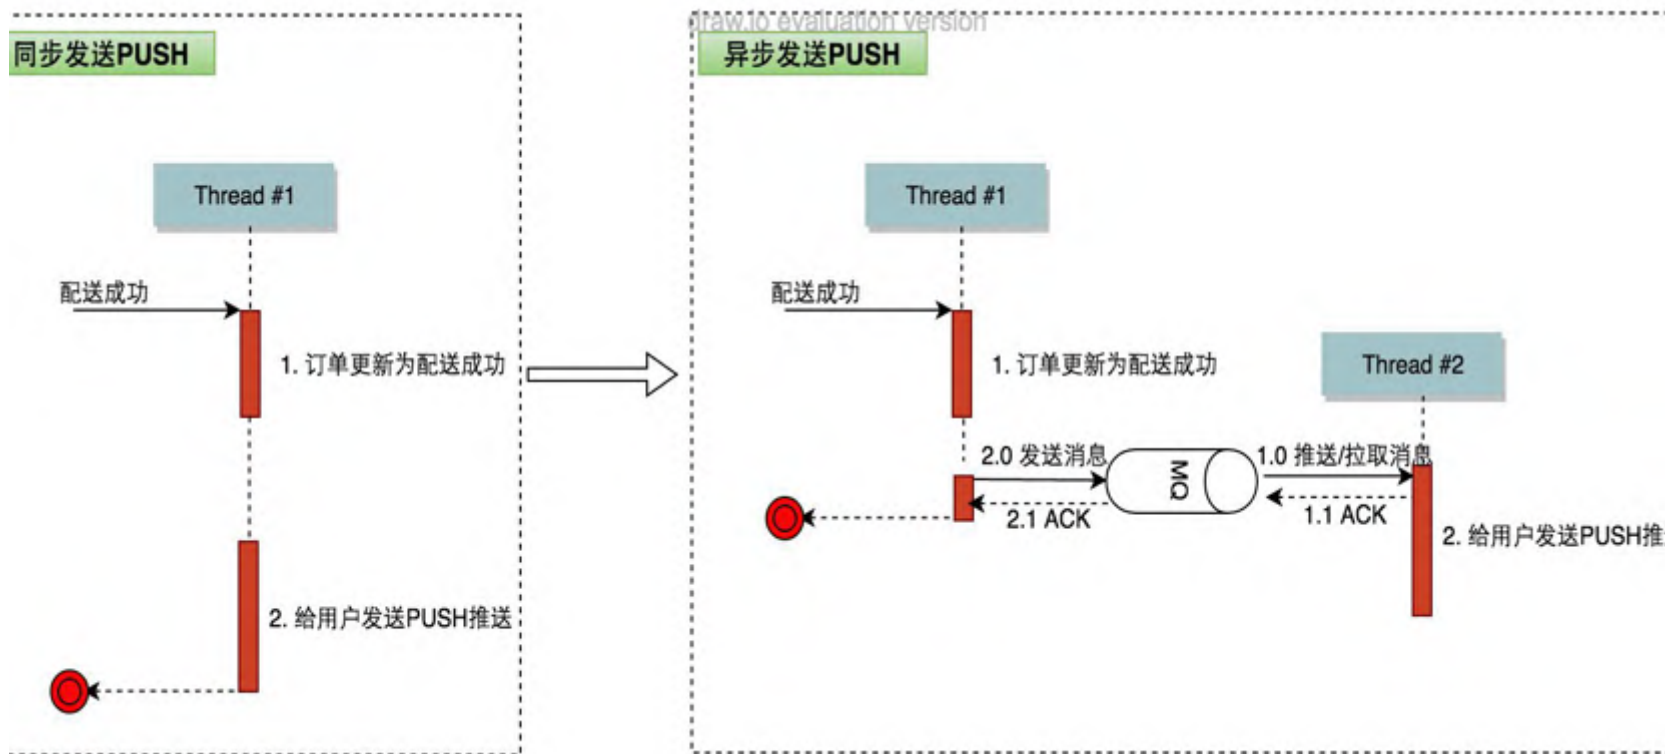 draw.io evaluation version
同步发送PUSH
Thread #1
配送成功
1. 订单更新为配送成功
2. 给用户发送PUSH推送
异步发送PUSH
Thread #1
配送成功
1. 订单更新为配送成功
Thread #2
2.0 发送消息
MQ
1.0 推送/拉取消息
2.1 ACK
1.1 ACK
2. 给用户发送PUSH推